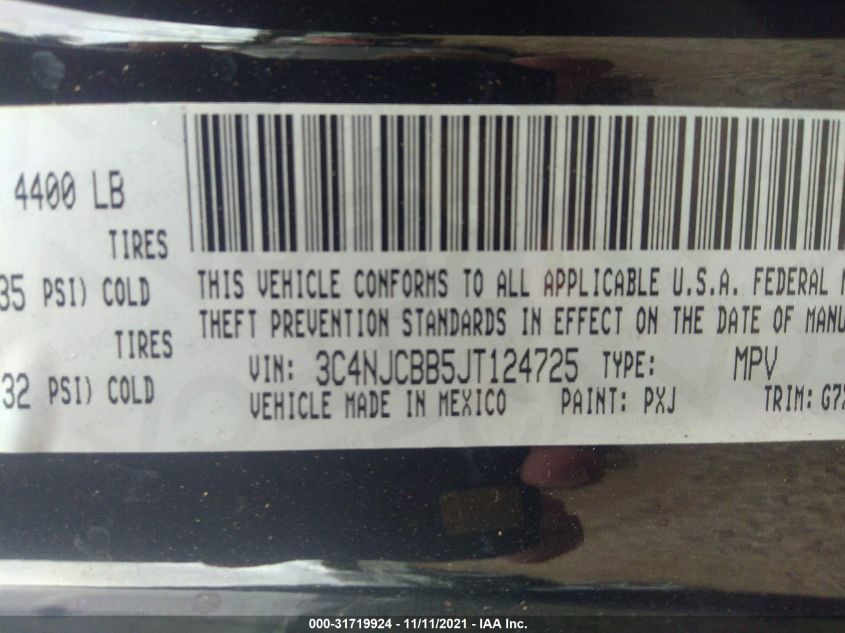 4400 LB
TIRES
35 PSI) COLD
TIRES
32 PSI) COLD
THIS VEHICLE CONFORMS TO ALL APPLICABLE U.S.A. FEDERAL
THEFT PREVENTION STANDARDS IN EFFECT ON THE DATE OF MANU
VIN: 3C4NJCBB5JT124725 TYPE: MPV
VEHICLE MADE IN MEXICO PAINT: PXJ TRIM: G7
000-31719924 - 11/11/2021 - IAA Inc.